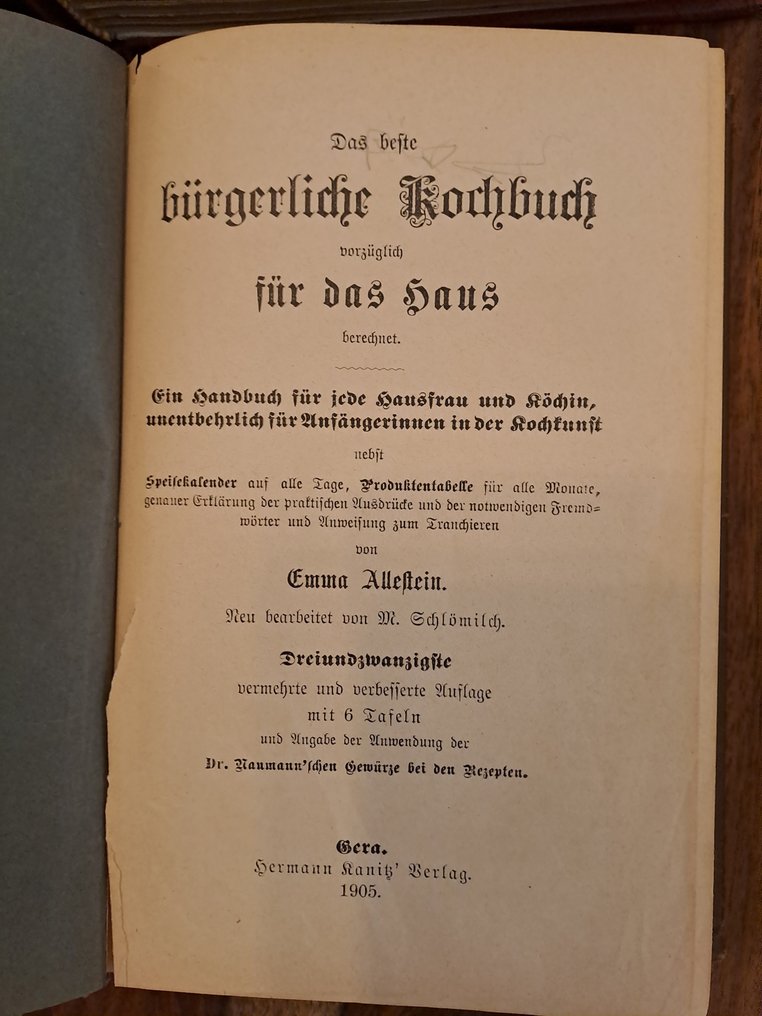 Das beste
bürgerliche Kochbuch
vorzüglich
für das Haus
berechnet.
Ein Handbuch für jede Hausfrau und Köchin,
unentbehrlich für Anfängerinnen in der Kochkunst
nebst
Speisekalender auf alle Tage, Produktentabelle für alle Monate,
genauer Erklärung der praktischen Ausdrücke und der notwendigen Fremd=
wörter und Anweisung zum Tranchieren
von
Emma Allestein.
Neu bearbeitet von M. Schlömilch.
Dreiundzwanzigste
vermehrte und verbesserte Auflage
mit 6 Tafeln
und Angabe der Anwendung der
Dr. Naumann'schen Gewürze bei den Rezepten.
Gera.
Hermann Kanitz' Verlag.
1905.